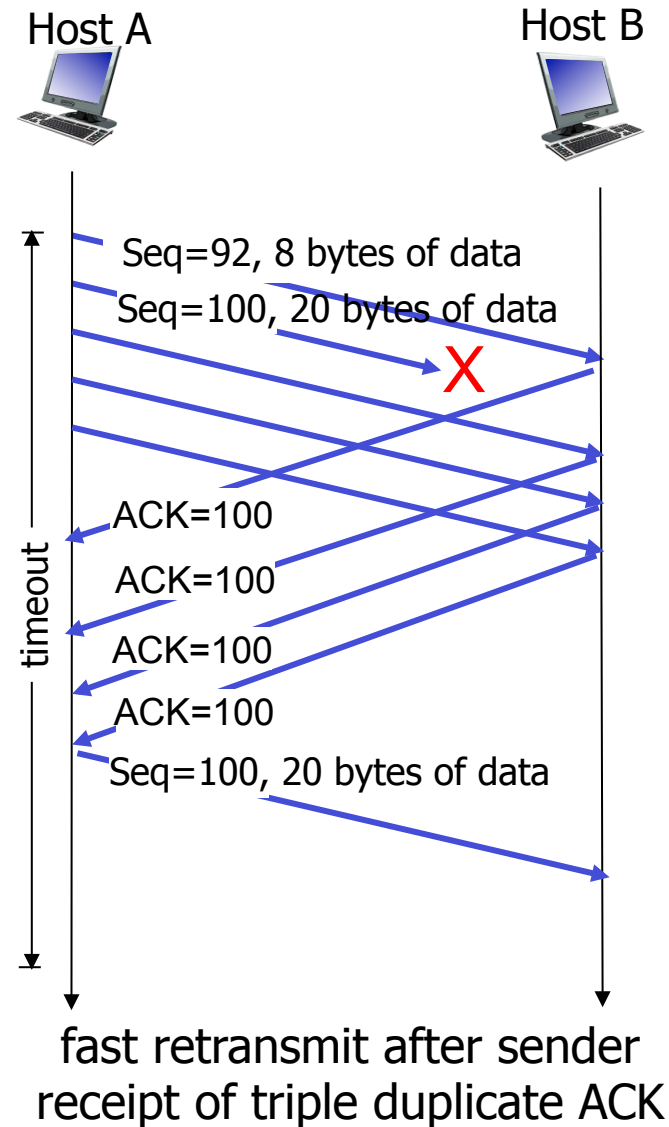 Host A
Host B
Seq=92, 8 bytes of data
Seq=100, 20 bytes of data
X
ACK=100
timeout
ACK=100
ACK=100
ACK=100
Seq=100, 20 bytes of data
fast retransmit after sender
receipt of triple duplicate ACK